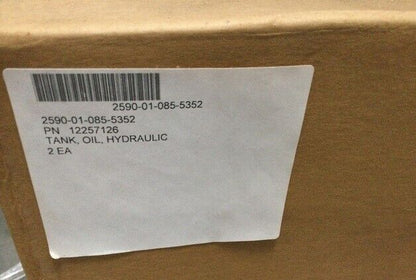 2590-01-085-5352
2590-01-085-5352
PN 12257126
TANK, OIL, HYDRAULIC
2 EA